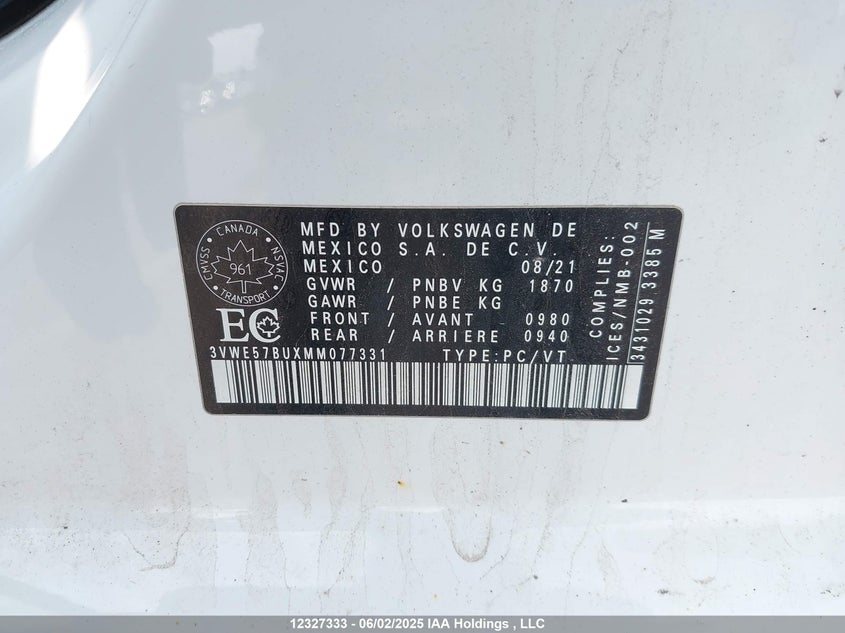 CANADA
CMVSS
NSVAC
961
TRANSPORT
EC
MFD BY VOLKSWAGEN DE
MEXICO S.A. DE C.V.
MEXICO 08/21
GVWR / PNBV KG 1870
GAWR / PNBE KG
FRONT / AVANT 0980
REAR / ARRIERE 0940
3VWE57BUXMM077331 TYPE:PC/VT
COMPLIES:
ICES/NMB-002
3431029 3385 M
12327333 - 06/02/2025 IAA Holdings , LLC